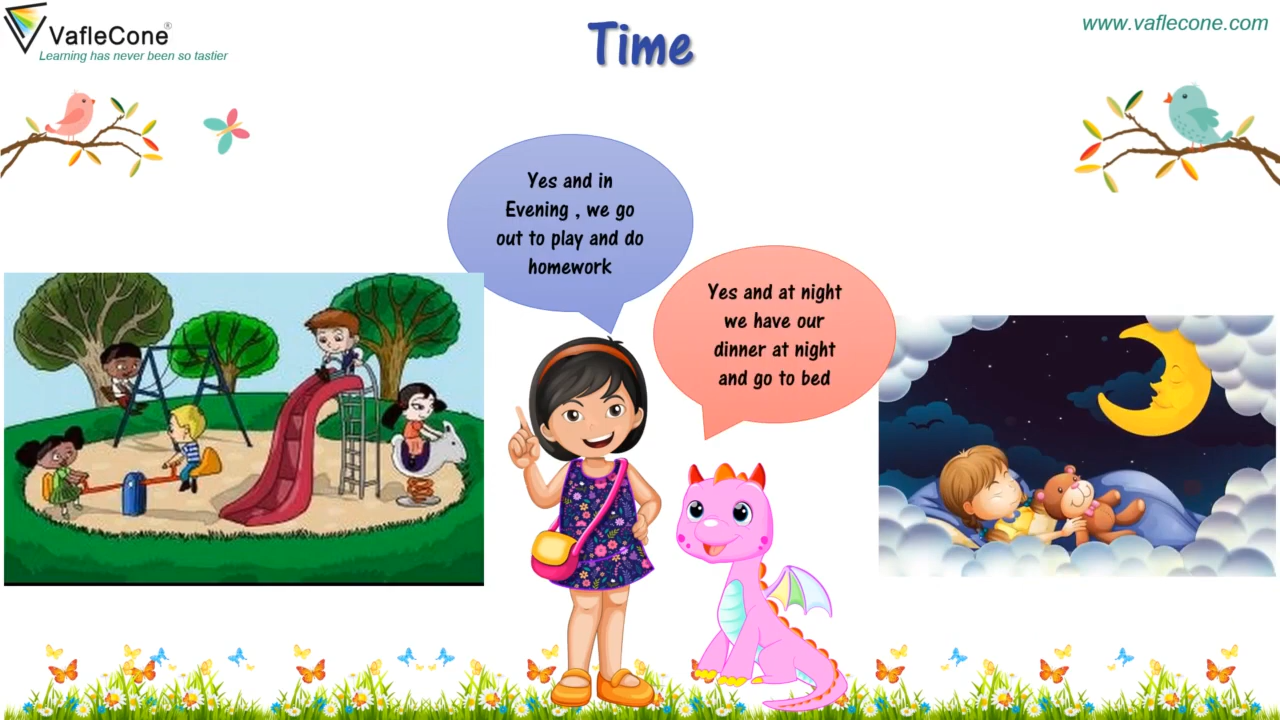 VafleCone®
Learning has never been so tastier
Time
www.vaflecone.com
Yes and in
Evening , we go
out to play and do
homework
Yes and at night
we have our
dinner at night
and go to bed